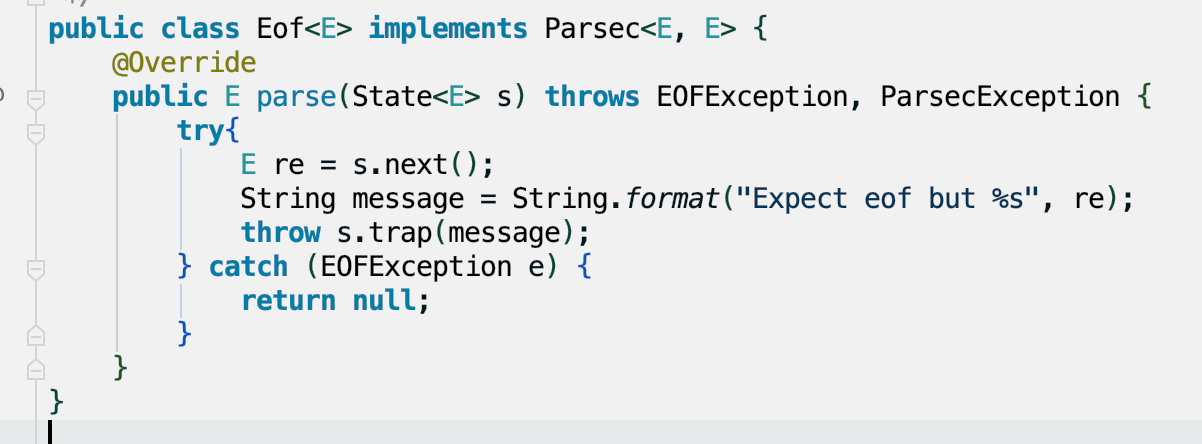 public class Eof<E> implements Parsec<E, E> {
    @Override
    public E parse(State<E> s) throws EOFException, ParsecException {
        try{
            E re = s.next();
            String message = String.format("Expect eof but %s", re);
            throw s.trap(message);
        } catch (EOFException e) {
            return null;
        }
    }
}